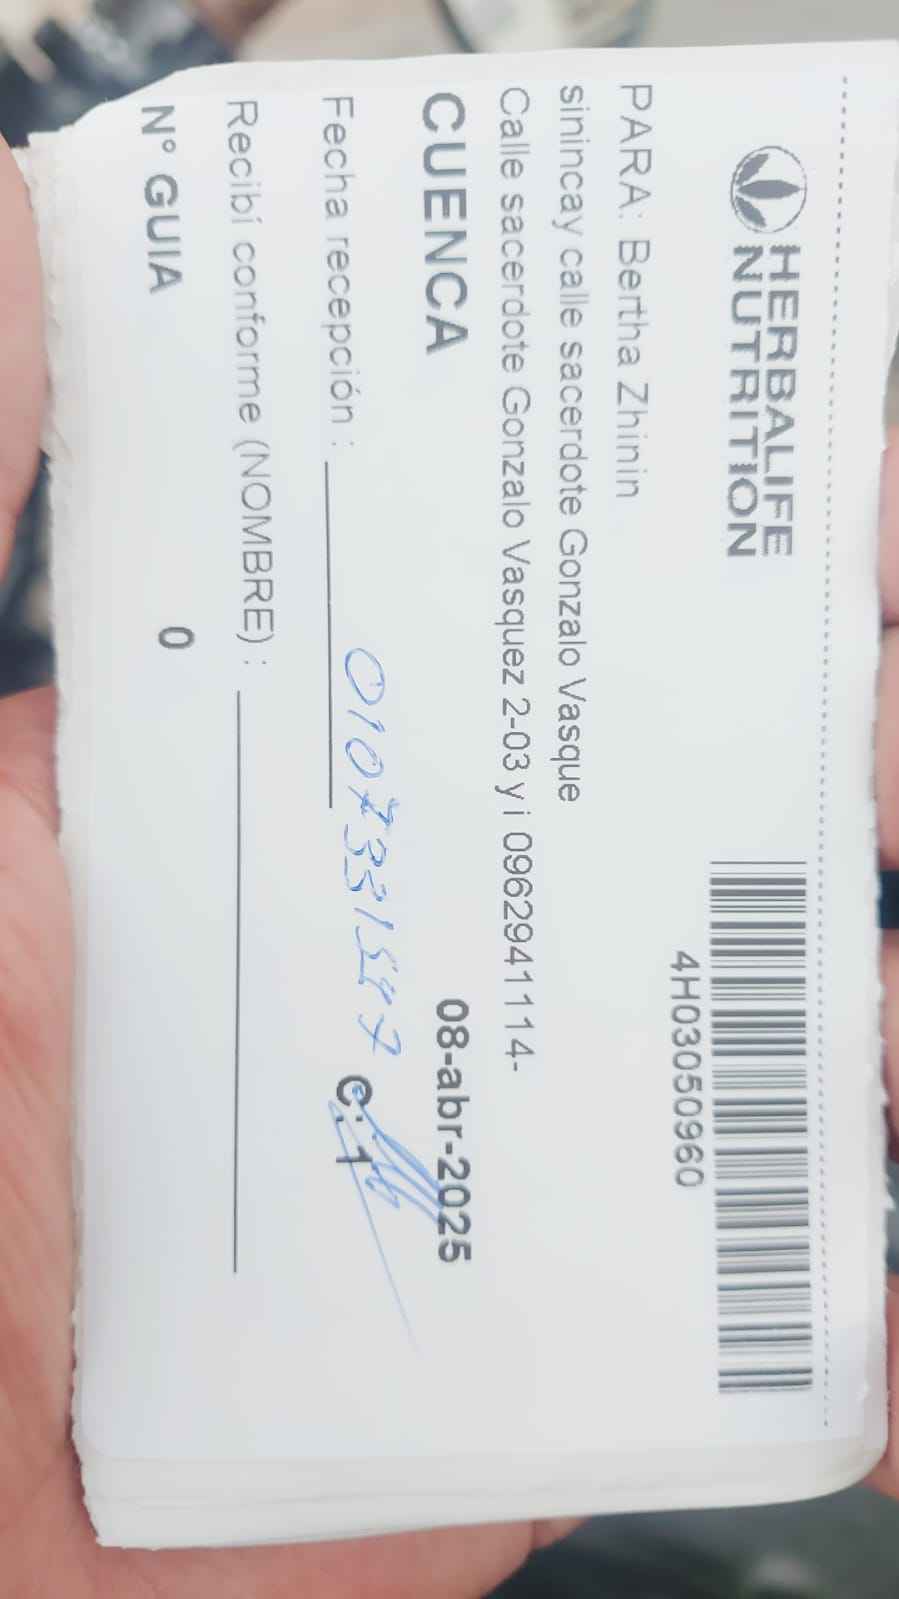 HERBALIFE
NUTRITION
4H03050960
PARA: Bertha Zhinin
sinincay calle sacerdote Gonzalo Vasque
Calle sacerdote Gonzalo Vasquez 2-03 y i 0962941114-
CUENCA 08-abr-2025
Fecha recepción :
C: 1
Recibí conforme (NOMBRE) :
N° GUIA 0